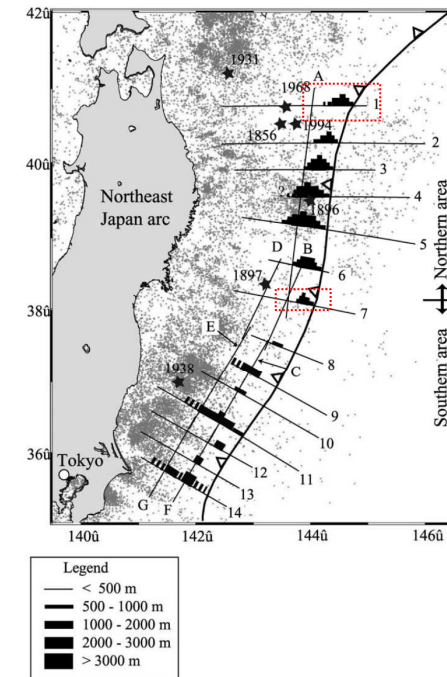 42û
1931
A
1968
1
1856
1994
2
40û
3
?
4
Northeast
Japan arc
1896
5
D
B
1897
6
38û
7
Northern area
Southern area
E
8
C
1938
9
10
36û
11
Tokyo
12
13
G
F
14
140û
142û
144û
146û
Legend
< 500 m
500 - 1000 m
1000 - 2000 m
2000 - 3000 m
> 3000 m